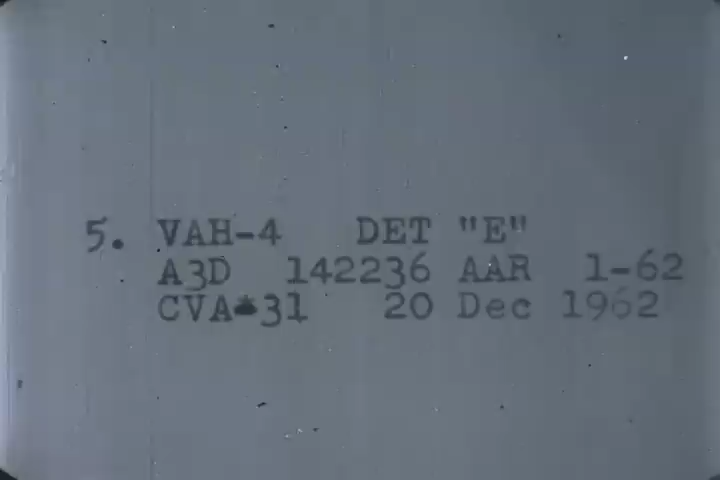 5. VAH-4 DET "E"
A3D 142236 AAR 1-62
CVA-31 20 Dec 1962